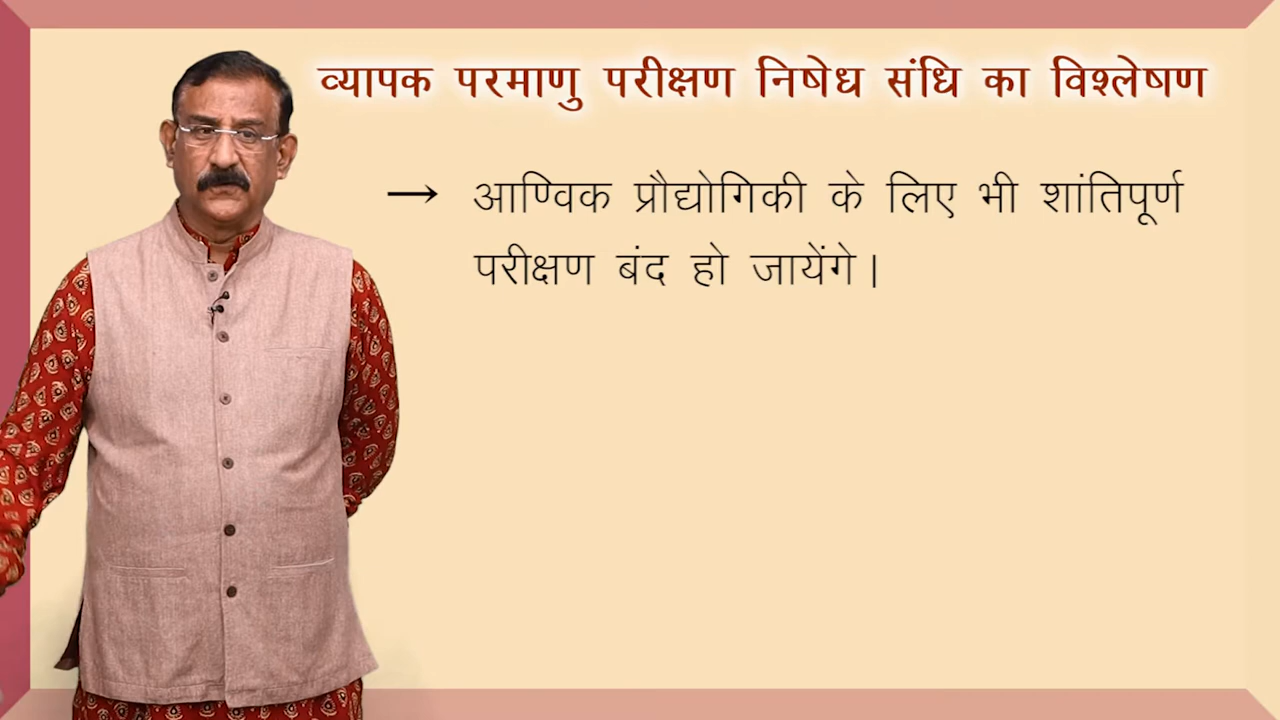 व्यापक परमाणु परीक्षण निषेध संधि का विश्लेषण
→ आण्विक प्रौद्योगिकी के लिए भी शांतिपूर्ण
परीक्षण बंद हो जायेंगे।